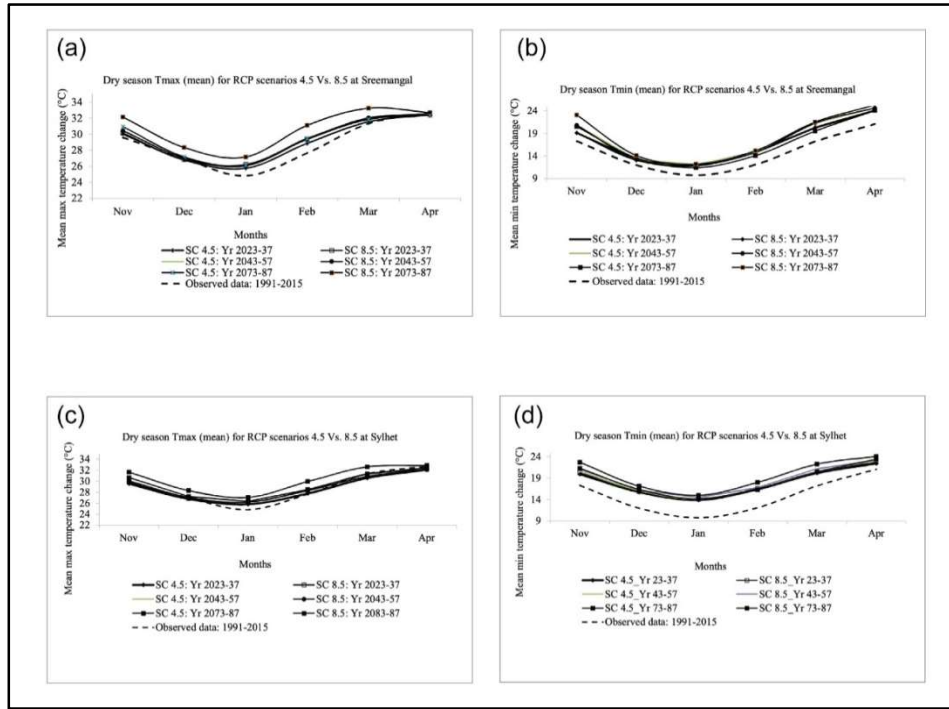 (a)
Dry season Tmax (mean) for RCP scenarios 4.5 Vs. 8.5 at Sreemangal
Mean max temperature change (°C)
34
32
30
28
26
24
22
Nov Dec Jan Feb Mar Apr
Months
SC 4.5: Yr 2023-37 SC 8.5: Yr 2023-37
SC 4.5: Yr 2043-57 SC 8.5: Yr 2043-57
SC 4.5: Yr 2073-87 SC 8.5: Yr 2073-87
Observed data: 1991-2015
(b)
Dry season Tmin (mean) for RCP scenarios 4.5 Vs. 8.5 at Sreemangal
Mean min temperature change (°C)
24
19
14
9
Nov Dec Jan Feb Mar Apr
Months
SC 4.5: Yr 2023-37 SC 8.5: Yr 2023-37
SC 4.5: Yr 2043-57 SC 8.5: Yr 2043-57
SC 4.5: Yr 2073-87 SC 8.5: Yr 2073-87
Observed data: 1991-2015
(c)
Dry season Tmax (mean) for RCP scenarios 4.5 Vs. 8.5 at Sylhet
Mean max temperature change (°C)
34
32
30
28
26
24
22
Nov Dec Jan Feb Mar Apr
Months
SC 4.5: Yr 2023-37 SC 8.5: Yr 2023-37
SC 4.5: Yr 2043-57 SC 8.5: Yr 2043-57
SC 4.5: Yr 2073-87 SC 8.5: Yr 2083-87
Observed data: 1991-2015
(d)
Dry season Tmin (mean) for RCP scenarios 4.5 Vs. 8.5 at Sylhet
Mean min temperature change (°C)
24
19
14
9
Nov Dec Jan Feb Mar Apr
Months
SC 4.5_Yr 23-37 SC 8.5_Yr 23-37
SC 4.5_Yr 43-57 SC 8.5_Yr 43-57
SC 4.5_Yr 73-87 SC 8.5_Yr 73-87
Observed data: 1991-2015